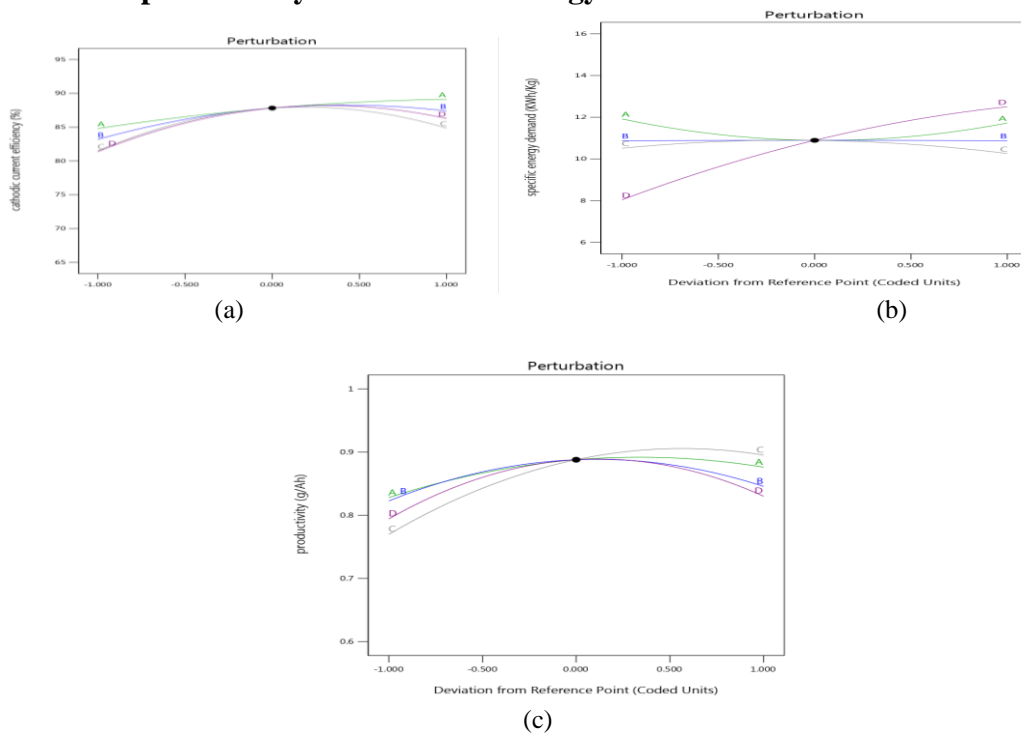 Perturbation
cathodic current efficiency (%)
95
90
85
80
75
70
65
A
B
C
D
A
B
D
C
-1.000
-0.500
0.000
0.500
1.000
(a)
Perturbation
specific energy demand (KWh/Kg)
16
14
12
10
8
6
A
B
C
D
D
A
B
C
-1.000
-0.500
0.000
0.500
1.000
Deviation from Reference Point (Coded Units)
(b)
Perturbation
productivity (g/Ah)
1
0.9
0.8
0.7
0.6
A
B
D
C
C
A
B
D
-1.000
-0.500
0.000
0.500
1.000
Deviation from Reference Point (Coded Units)
(c)